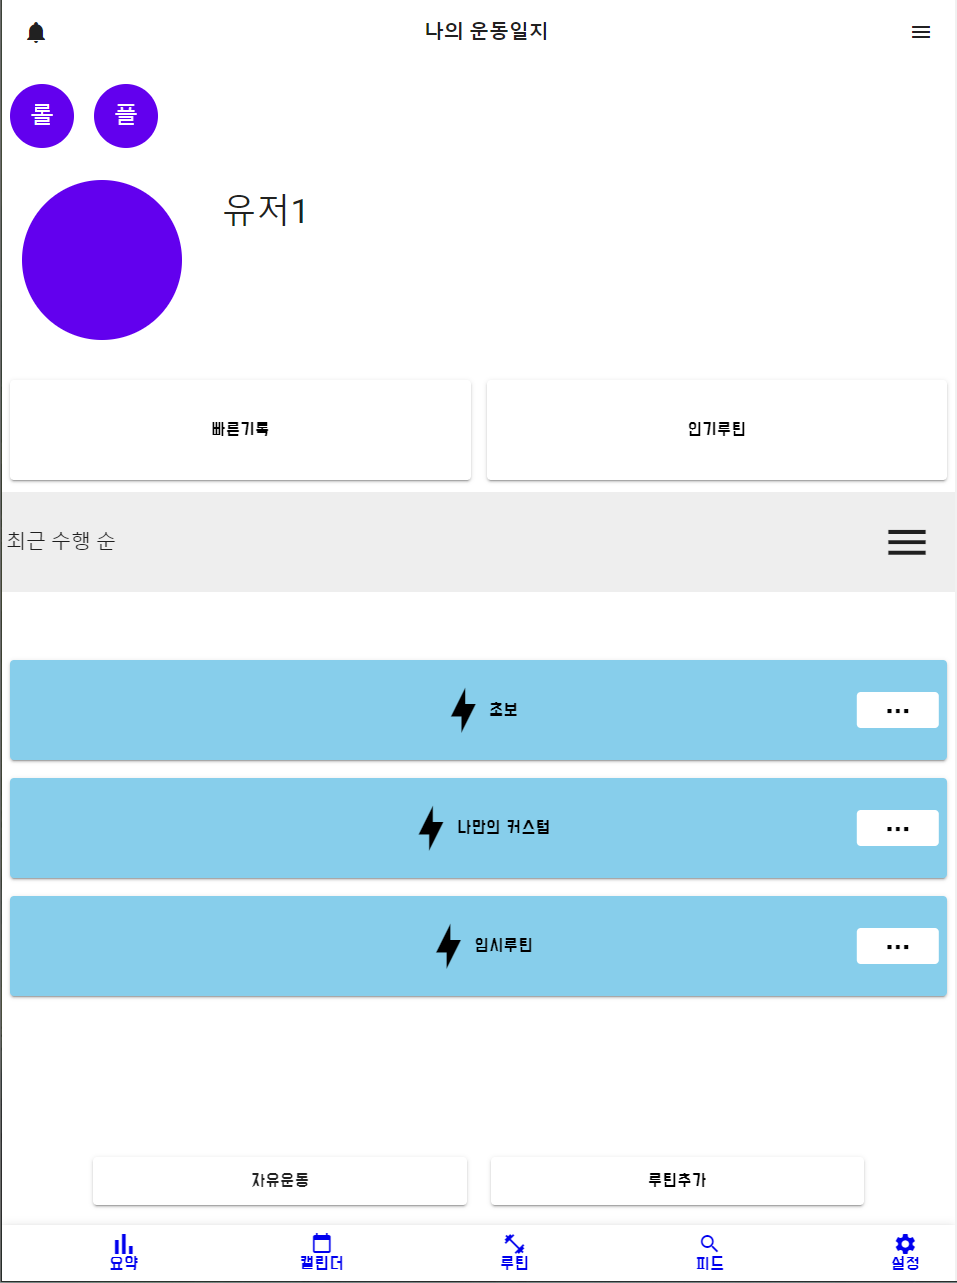 나의 운동일지
롤 플
유저1
빠른기록 인기루틴
최근 수행 순
초보 ...
나만의 커스텀 ...
임시루틴 ...
자유운동 루틴추가
요약 캘린더 루틴 피드 설정